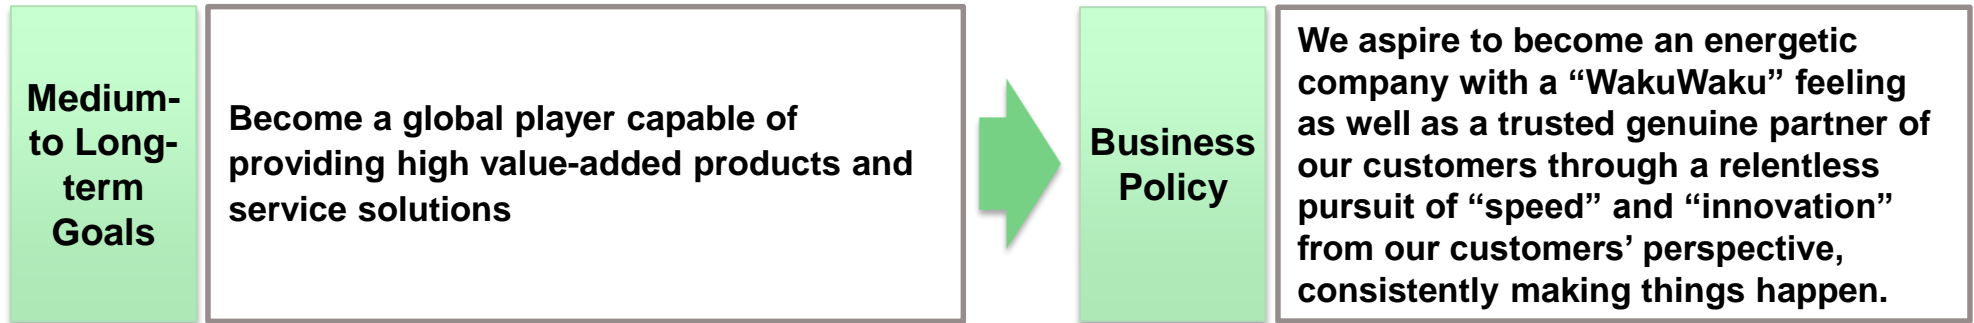 Medium-
to Long-
term
Goals
Become a global player capable of
providing high value-added products and
service solutions
Business
Policy
We aspire to become an energetic
company with a “WakuWaku” feeling
as well as a trusted genuine partner of
our customers through a relentless
pursuit of “speed” and “innovation”
from our customers’ perspective,
consistently making things happen.